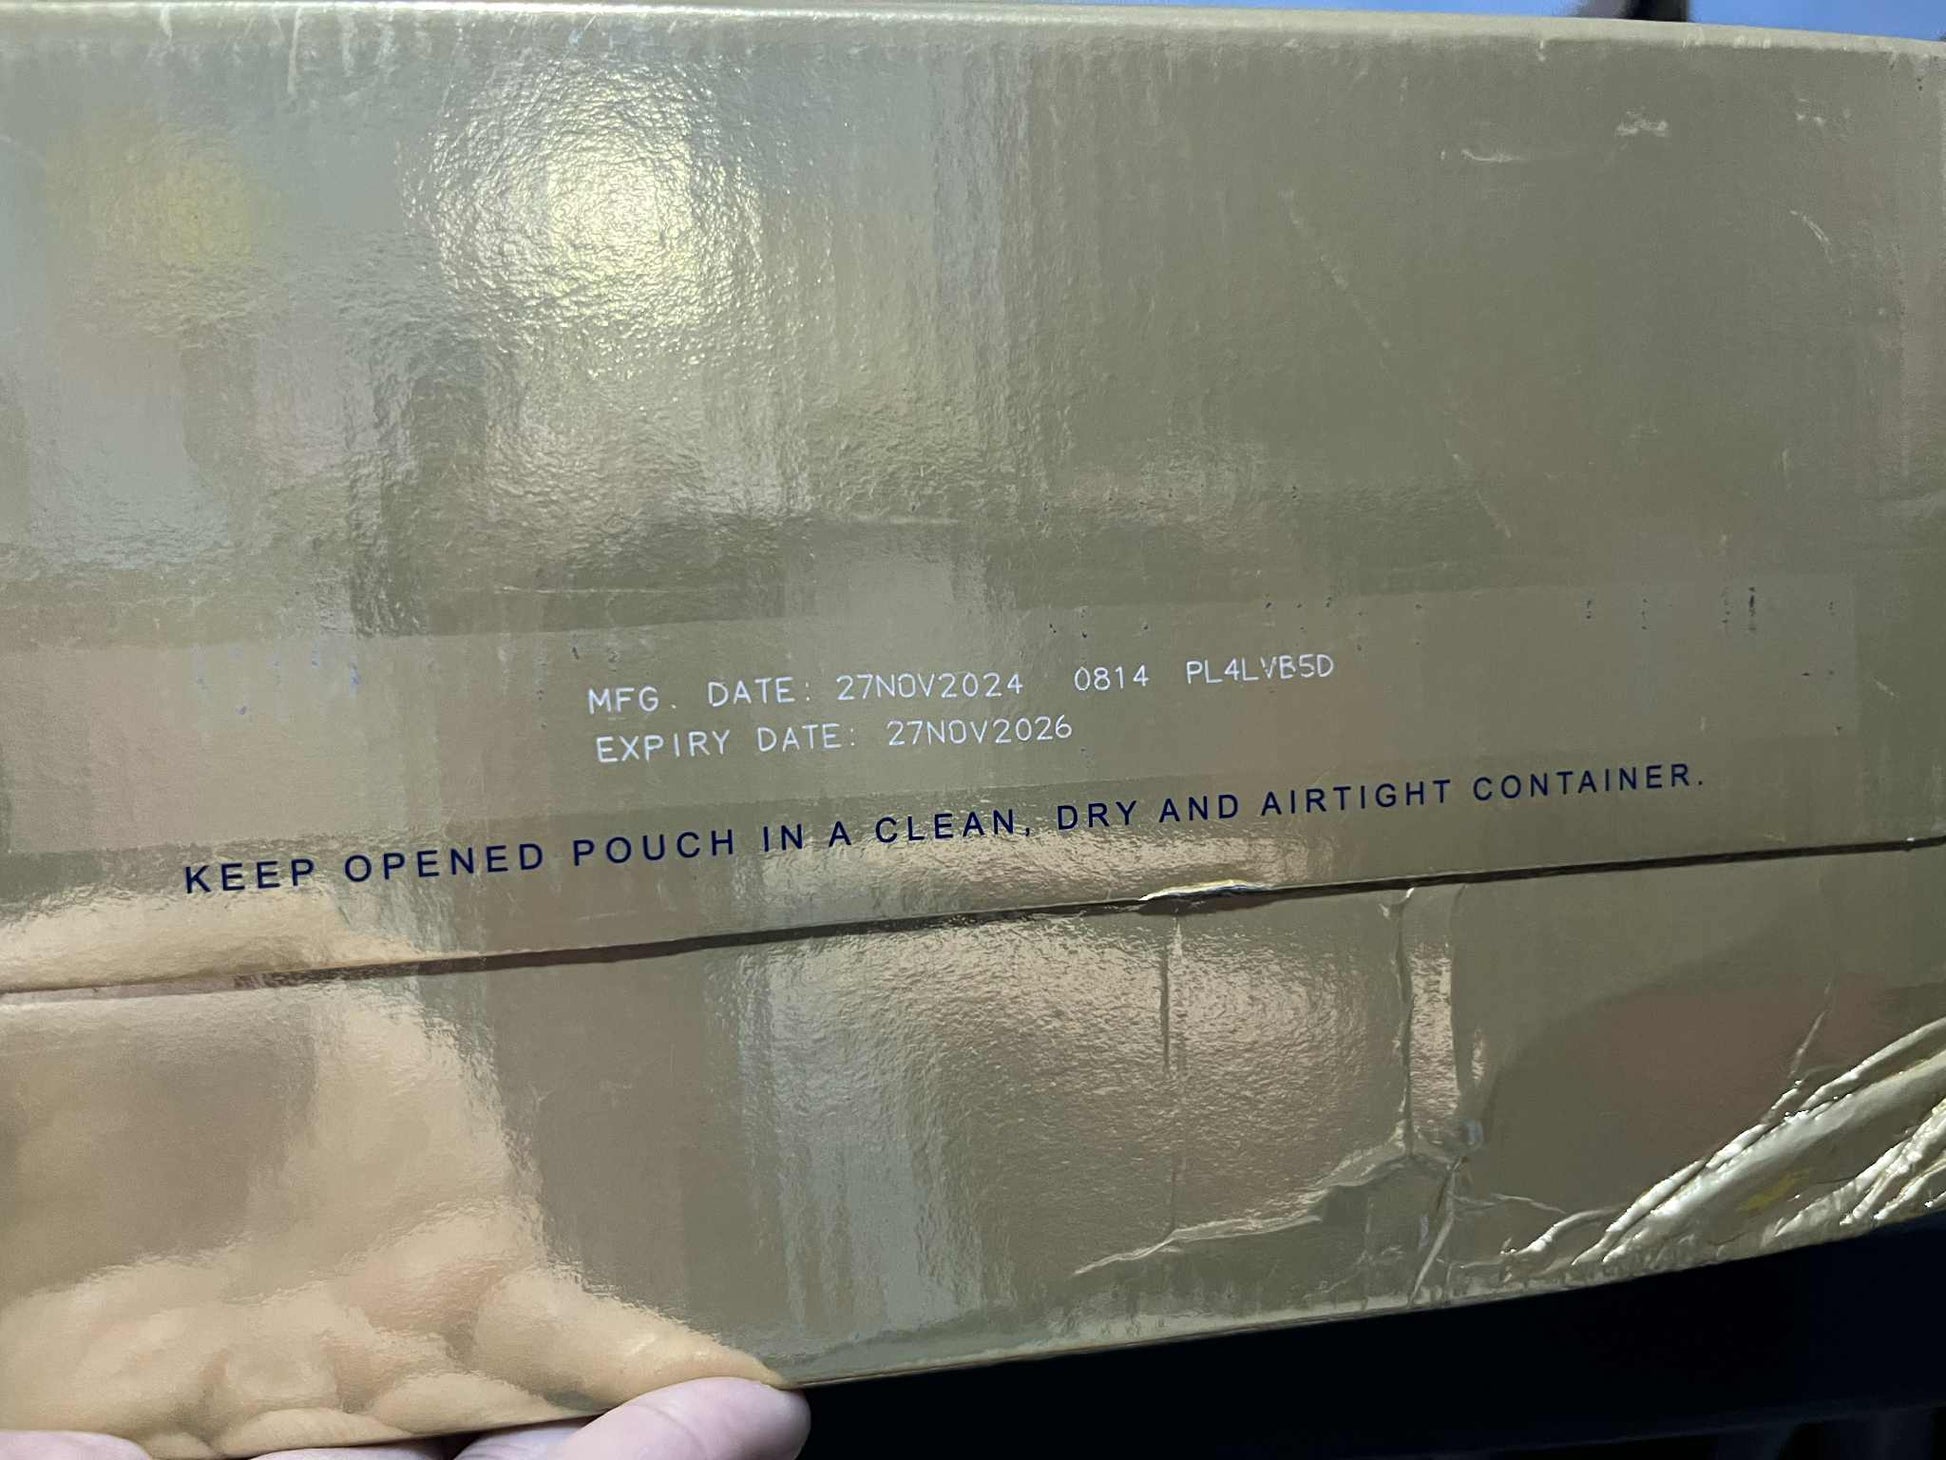 MFG. DATE: 27NOV2024 0814 PL4LVB5D
EXPIRY DATE: 27NOV2026
KEEP OPENED POUCH IN A CLEAN, DRY AND AIRTIGHT CONTAINER.